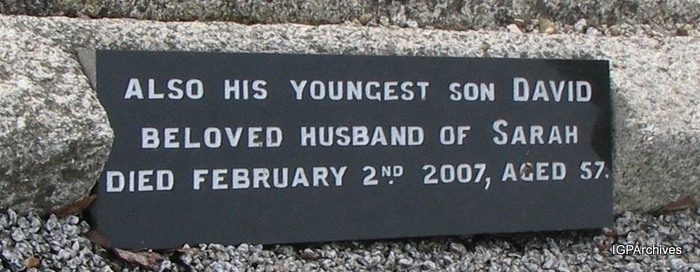 ALSO HIS YOUNGEST SON DAVID
BELOVED HUSBAND OF SARAH
DIED FEBRUARY 2ND. 2007, AGED 57.
IGPArchives